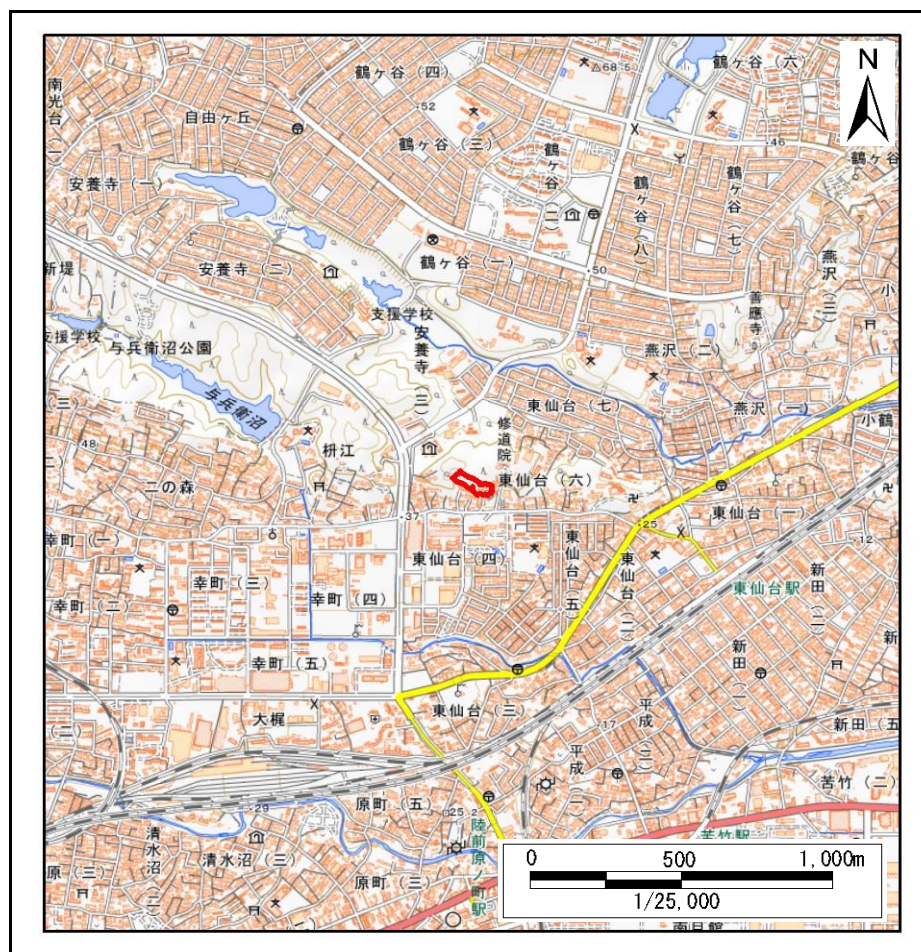 鶴ヶ谷(四)
68.5
鶴ヶ谷(六)
N
南光台(二)
自由ヶ丘
52
鶴ヶ谷(三)
46
鶴ヶ谷
安養寺(一)
鶴ヶ谷(二)
鶴ヶ谷(八)
鶴ヶ谷(七)
安養寺(二)
鶴ヶ谷(一)
50
燕沢(三)
新堤
支援学校
善應寺
小
支援学校
与兵衛沼公園
安養寺(三)
燕沢(二)
(三)
与兵衛沼
東仙台(七)
燕沢(一)
小鶴
48
枡江
修道院
二の森
東仙台(六)
37
25
東仙台(一)
12
幸町(一)
幸町(三)
東仙台(四)
東仙台(五)
東仙台(二)
新田(二)
東仙台駅
幸町(二)
幸町(四)
新田(一)
新
幸町(五)
大梶
東仙台(三)
17
平成(二)
新田(五
(二)
平成(一)
苦竹(二)
29
原町(五)
25
2
清水沼(二)
清水沼(三)
陸前原ノ町駅
苦竹駅
原(三)
原町(三)
0 500 1,000m
1/25,000
南目館